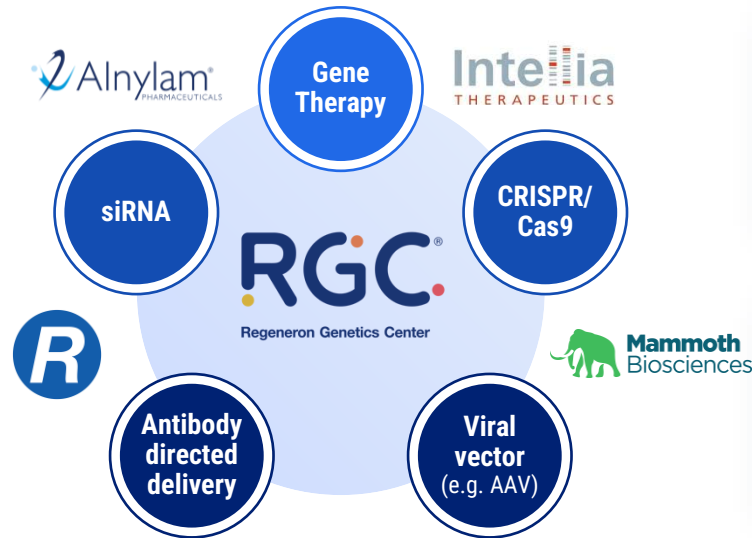 Alnylam®
PHARMACEUTICALS
Gene
Therapy
Intellia
THERAPEUTICS
siRNA
CRISPR/
Cas9
RGC®
Regeneron Genetics Center
R
Mammoth
Biosciences
Antibody
directed
delivery
Viral
vector
(e.g. AAV)